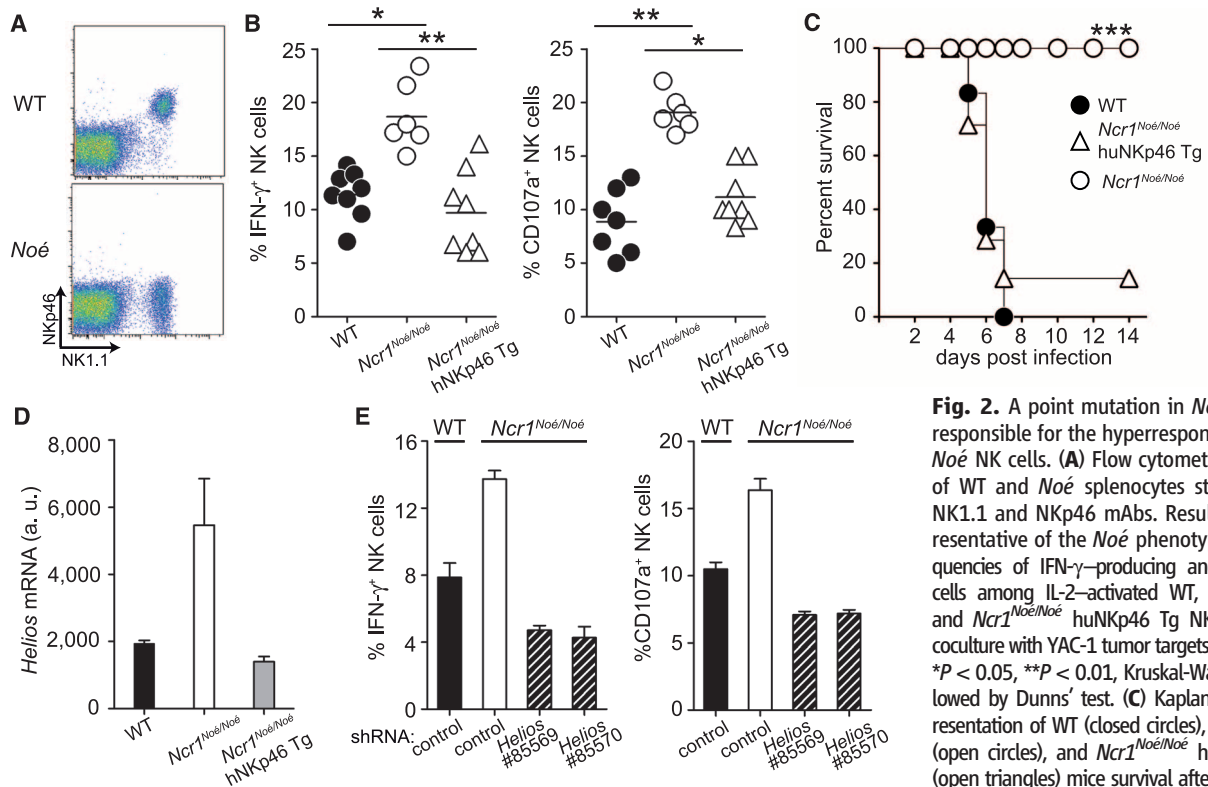 A
WT
Noé
NKp46
NK1.1
B
* **
% IFN-γ+ NK cells
25
20
15
10
5
0
WT
Ncr1Noé/Noé
Ncr1Noé/Noé
hNKp46 Tg
** *
% CD107a+ NK cells
25
20
15
10
5
0
WT
Ncr1Noé/Noé
Ncr1Noé/Noé
hNKp46 Tg
C
***
Percent survival
100
80
60
40
20
0
2 4 6 8 10 12 14
days post infection
WT
Ncr1Noé/Noé
huNKp46 Tg
Ncr1Noé/Noé
D
Helios mRNA (a. u.)
8,000
6,000
4,000
2,000
0
WT
Ncr1Noé/Noé
Ncr1Noé/Noé
hNKp46 Tg
E
WT Ncr1Noé/Noé
% IFN-γ+ NK cells
16
12
8
4
0
shRNA:
control
control
Helios
#85569
Helios
#85570
WT Ncr1Noé/Noé
%CD107a+ NK cells
20
15
10
5
0
control
control
Helios
#85569
Helios
#85570
Fig. 2. A point mutation in
responsible for the hyperrespon
Noé NK cells. (A) Flow cytomet
of WT and Noé splenocytes st
NK1.1 and NKp46 mAbs. Resul
resentative of the Noé phenoty
quencies of IFN-γ–producing an
cells among IL-2–activated WT,
and Ncr1Noé/Noé huNKp46 Tg NK
coculture with YAC-1 tumor targets
*P < 0.05, **P < 0.01, Kruskal-Wa
lowed by Dunns' test. (C) Kaplan
resentation of WT (closed circles),
(open circles), and Ncr1Noé/Noé h
(open triangles) mice survival afte